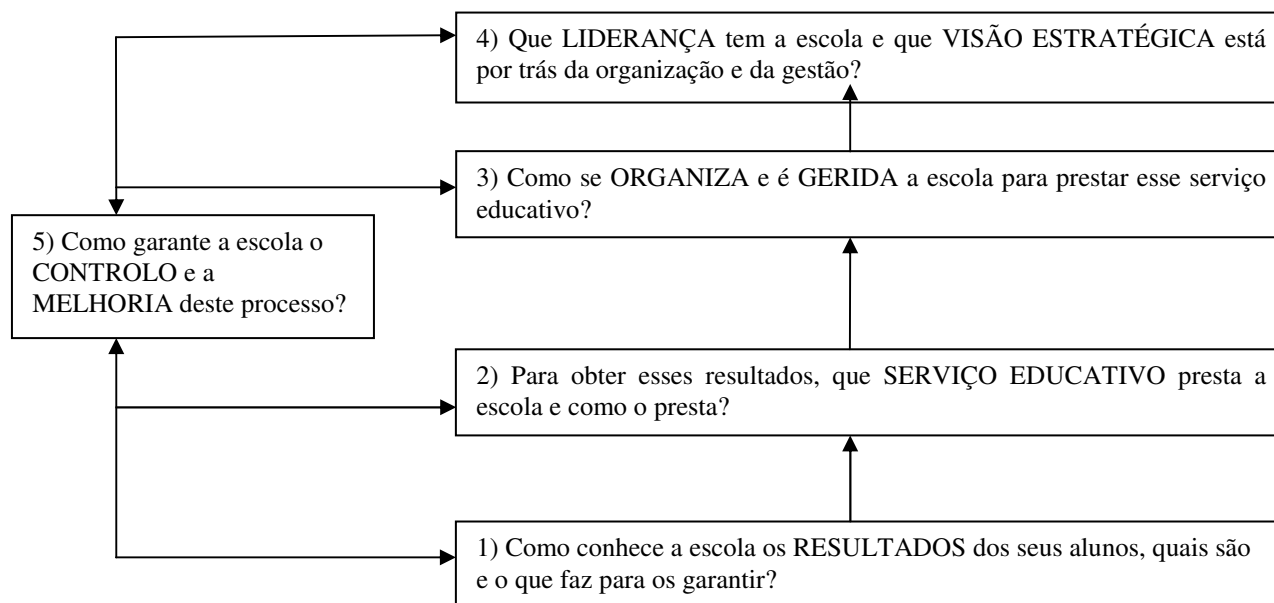 4) Que LIDERANÇA tem a escola e que VISÃO ESTRATÉGICA está
por trás da organização e da gestão?
3) Como se ORGANIZA e é GERIDA a escola para prestar esse serviço
educativo?
5) Como garante a escola o
CONTROLO e a
MELHORIA deste processo?
2) Para obter esses resultados, que SERVIÇO EDUCATIVO presta a
escola e como o presta?
1) Como conhece a escola os RESULTADOS dos seus alunos, quais são
e o que faz para os garantir?